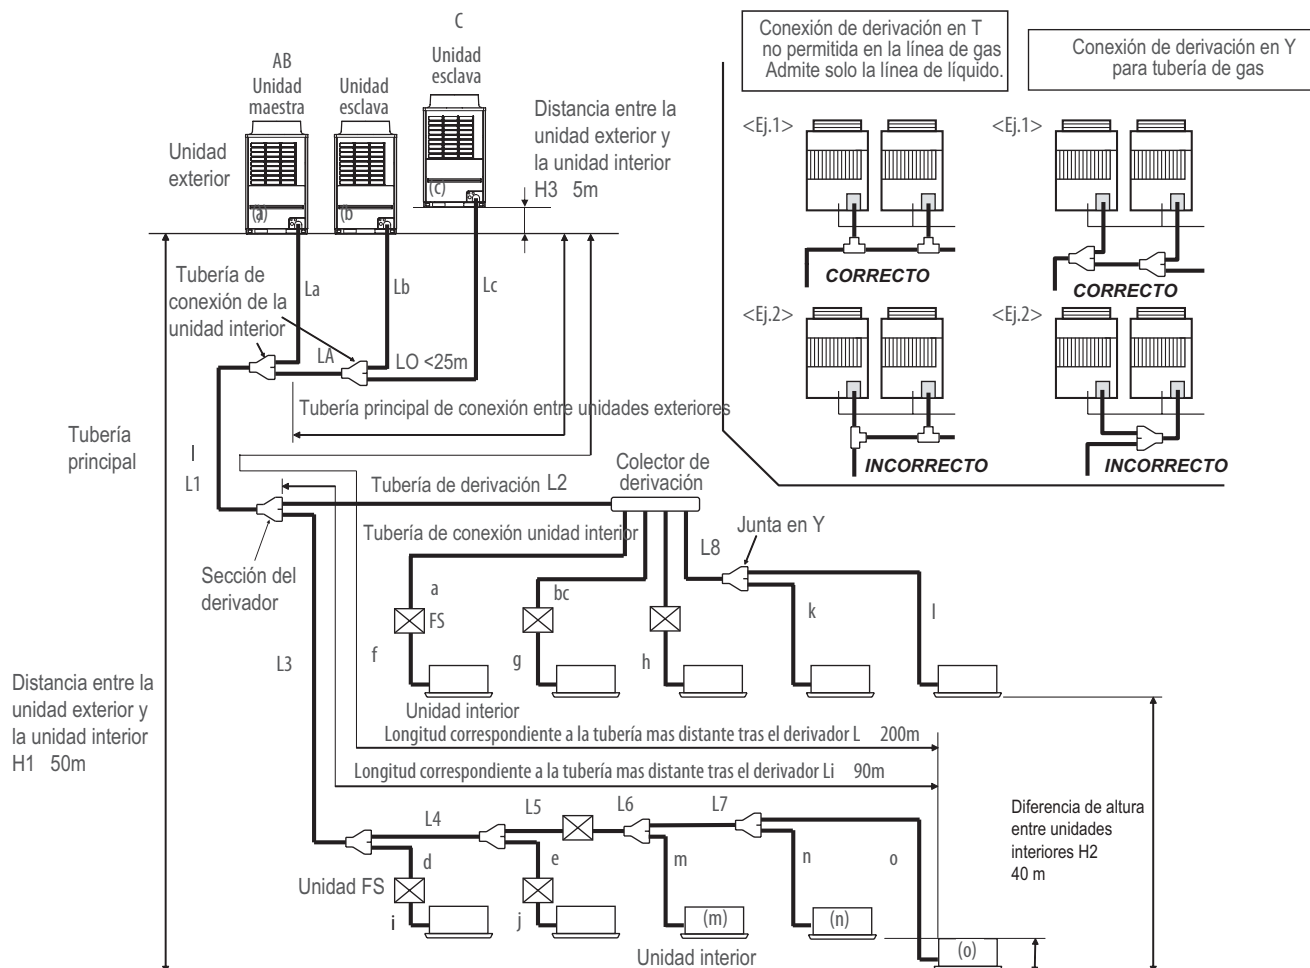 C
Unidad
esclava
AB
Unidad
maestra
Unidad
esclava
Unidad
exterior
(a)
(b
(c)
Distancia entre la
unidad exterior y
la unidad interior
H3 5m
Tubería de
conexión de la
unidad interior
La
Lb
Lc
LA
LO <25m
Tubería principal de conexión entre unidades exteriores
Tubería
principal
l
L1
Conexión de derivación en T
no permitida en la línea de gas
Admite solo la línea de líquido.
Conexión de derivación en Y
para tubería de gas
<Ej.1>
CORRECTO
<Ej.1>
CORRECTO
<Ej.2>
INCORRECTO
<Ej.2>
INCORRECTO
Tubería de derivación L2
Colector de
derivación
Tubería de conexión unidad interior
Junta en Y
L8
Sección del
derivador
a
FS
bc
k
l
f
g
h
L3
Unidad interior
Distancia entre la
unidad exterior y
la unidad interior
H1 50m
Longitud correspondiente a la tubería mas distante tras el derivador L 200m
Longitud correspondiente a la tubería mas distante tras el derivador Li 90m
L4
L5
L6
L7
Diferencia de altura
entre unidades
interiores H2
40 m
d
e
m
n
o
Unidad FS
i
j
(m)
(n)
(o)
Unidad interior